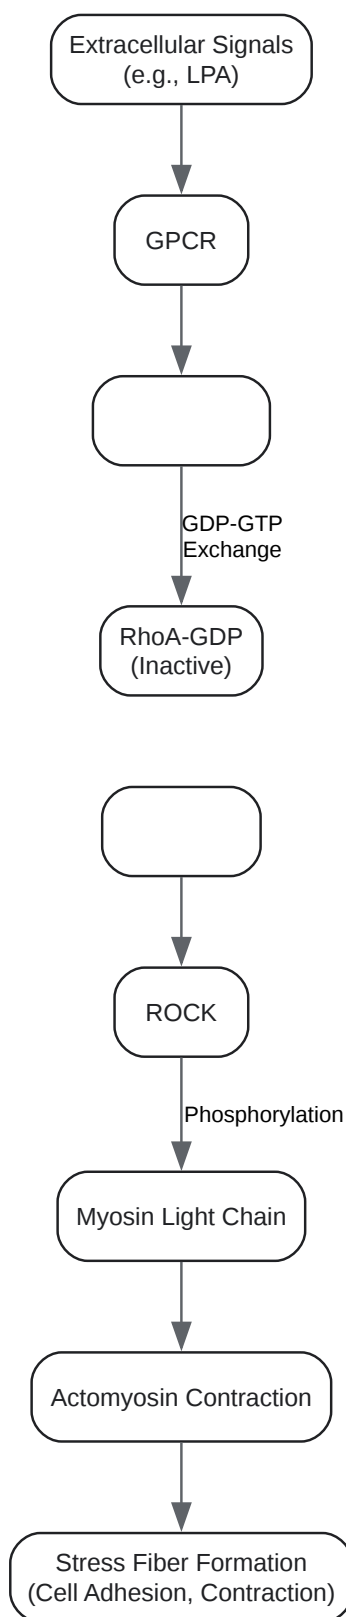 Extracellular Signals
(e.g., LPA)
GPCR
GDP-GTP
Exchange
RhoA-GDP
(Inactive)
ROCK
Phosphorylation
Myosin Light Chain
Actomyosin Contraction
Stress Fiber Formation
(Cell Adhesion, Contraction)